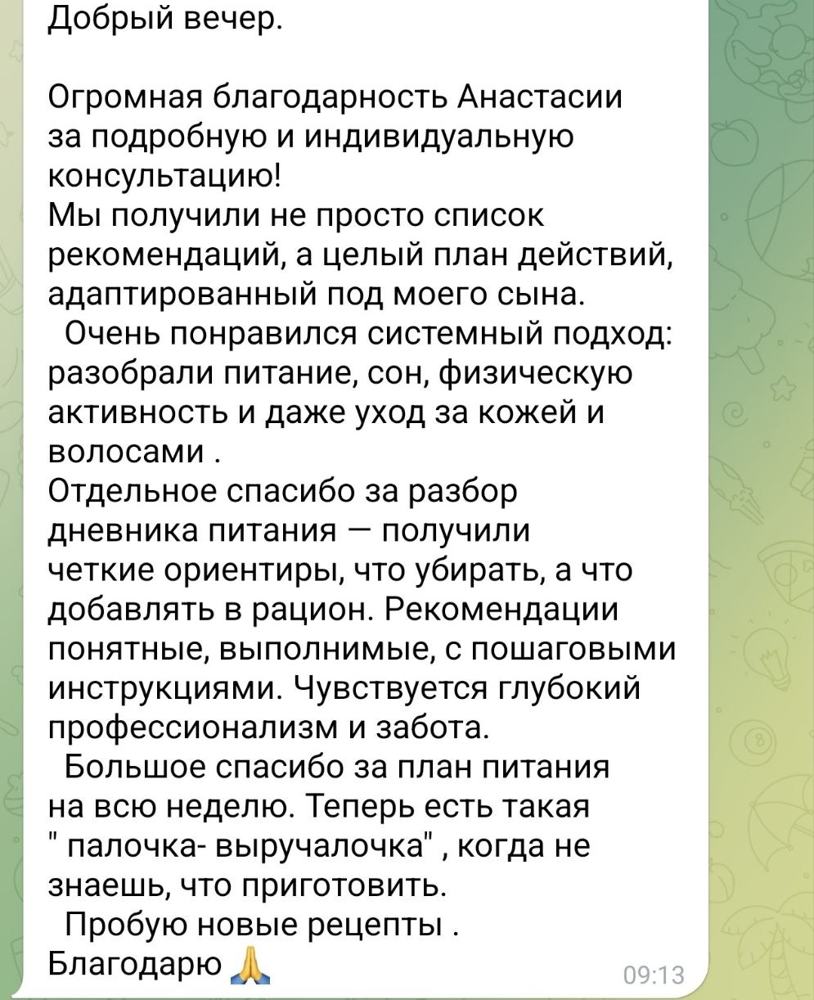 Добрый вечер.
Огромная благодарность Анастасии
за подробную и индивидуальную
консультацию!
Мы получили не просто список
рекомендаций, а целый план действий,
адаптированный под моего сына.
Очень понравился системный подход:
разобрали питание, сон, физическую
активность и даже уход за кожей и
волосами .
Отдельное спасибо за разбор
дневника питания — получили
четкие ориентиры, что убирать, а что
добавлять в рацион. Рекомендации
понятные, выполнимые, с пошаговыми
инструкциями. Чувствуется глубокий
профессионализм и забота.
Большое спасибо за план питания
на всю неделю. Теперь есть такая
" палочка- выручалочка" , когда не
знаешь, что приготовить.
Пробую новые рецепты .
Благодарю 🙏
09:13